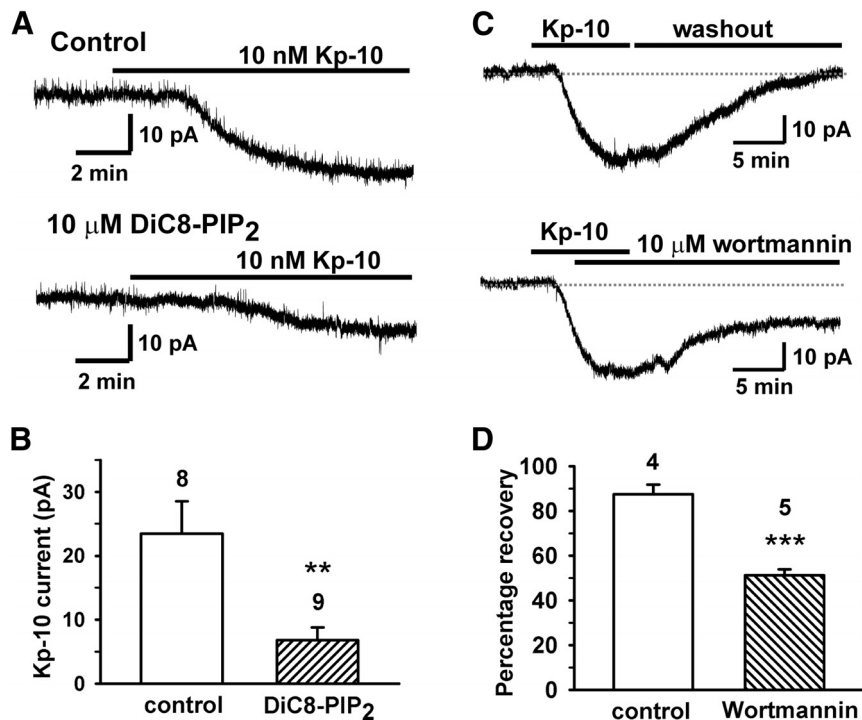 A
Control
10 nM Kp-10
10 pA
2 min
10 μM DiC8-PIP2
10 nM Kp-10
10 pA
2 min
B
Kp-10 current (pA)
30
20
10
0
8
**
9
control
DiC8-PIP2
C
Kp-10
washout
10 pA
5 min
Kp-10
10 μM wortmannin
10 pA
5 min
D
Percentage recovery
100
80
60
40
20
0
4
5
***
control
Wortmannin